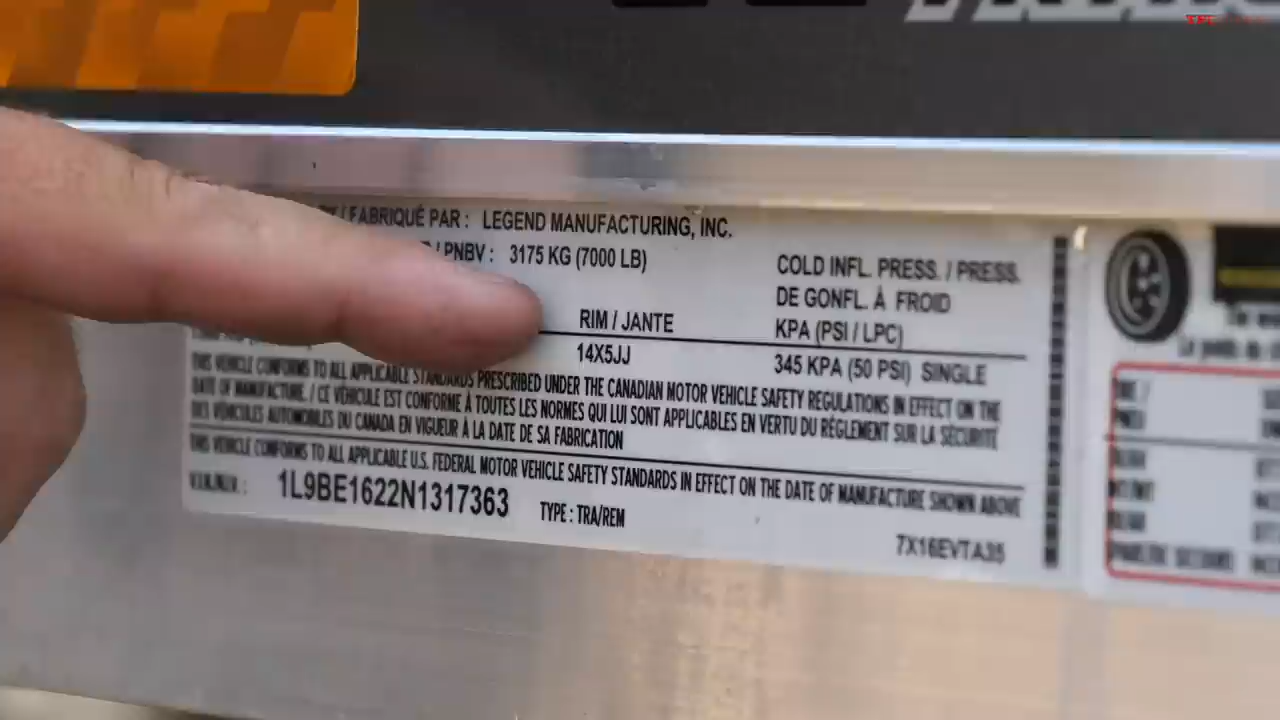 / FABRIQUÉ PAR : LEGEND MANUFACTURING, INC.
/ PNBV : 3175 KG (7000 LB)
COLD INFL. PRESS. / PRESS.
DE GONFL. À FROID
RIM / JANTE
KPA (PSI / LPC)
14X5JJ
345 KPA (50 PSI) SINGLE
THIS VEHICLE CONFORMS TO ALL APPLICABLE STANDARDS PRESCRIBED UNDER THE CANADIAN MOTOR VEHICLE SAFETY REGULATIONS IN EFFECT ON THE
DATE OF MANUFACTURE. / CE VÉHICULE EST CONFORME À TOUTES LES NORMES QUI LUI SONT APPLICABLES EN VERTU DU RÈGLEMENT SUR LA SÉCURITÉ
DES VÉHICULES AUTOMOBILES DU CANADA EN VIGUEUR À LA DATE DE SA FABRICATION
THIS VEHICLE CONFORMS TO ALL APPLICABLE U.S. FEDERAL MOTOR VEHICLE SAFETY STANDARDS IN EFFECT ON THE DATE OF MANUFACTURE SHOWN ABOVE
V.I.N./N.I.V. : 1L9BE1622N1317363 TYPE : TRA/REM
7X16EVTA35